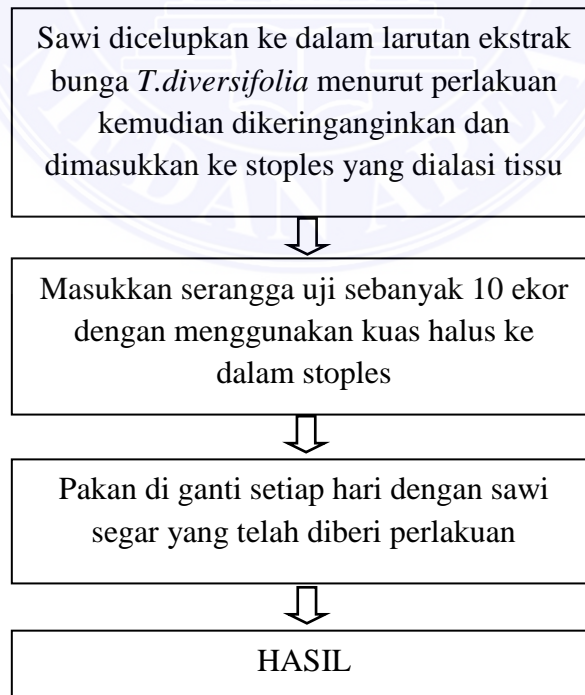 Sawi dicelupkan ke dalam larutan ekstrak
bunga T.diversifolia menurut perlakuan
kemudian dikeringanginkan dan
dimasukkan ke stoples yang dialasi tissu
MEDAN AREA
Masukkan serangga uji sebanyak 10 ekor
dengan menggunakan kuas halus ke
dalam stoples
Pakan di ganti setiap hari dengan sawi
segar yang telah diberi perlakuan
HASIL